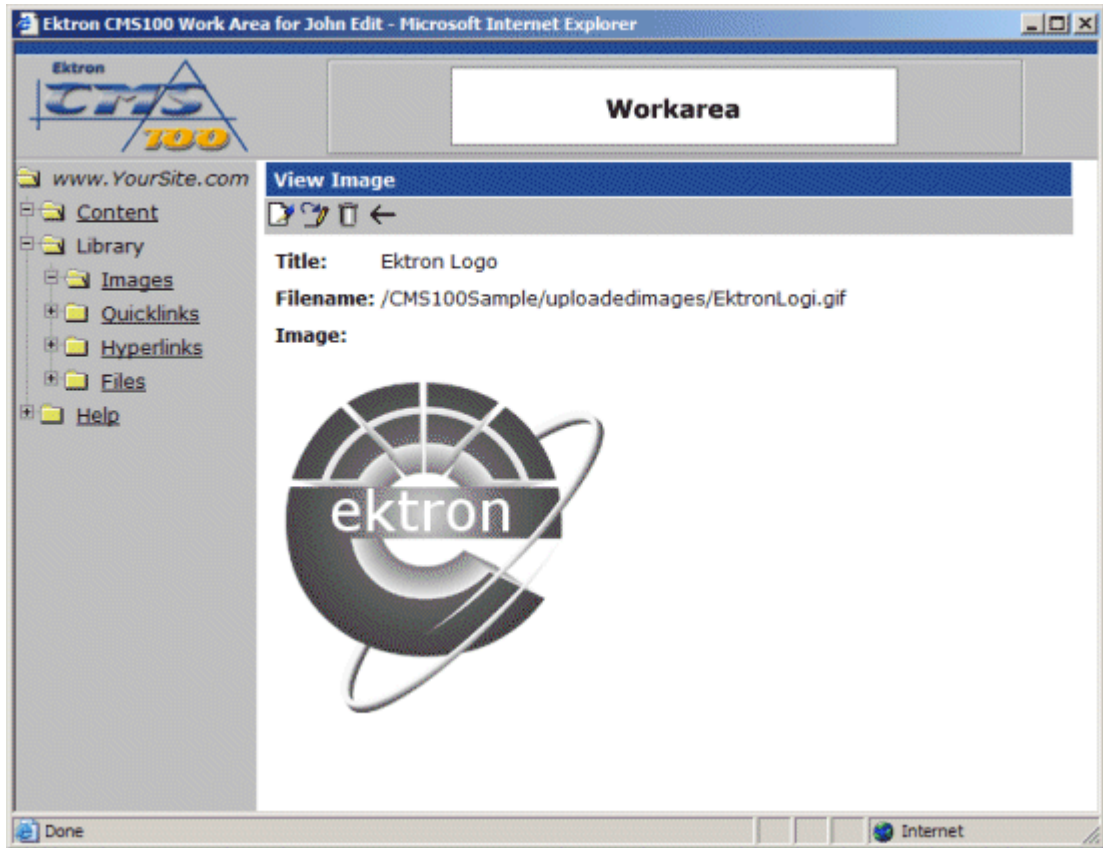 Ektron CMS100 Work Area for John Edit - Microsoft Internet Explorer
Ektron
CMS
100
Workarea
www.YourSite.com
Content
Library
Images
Quicklinks
Hyperlinks
Files
Help
View Image
Title: Ektron Logo
Filename: /CMS100Sample/uploadedimages/EktronLogi.gif
Image:
ektron
Done
Internet